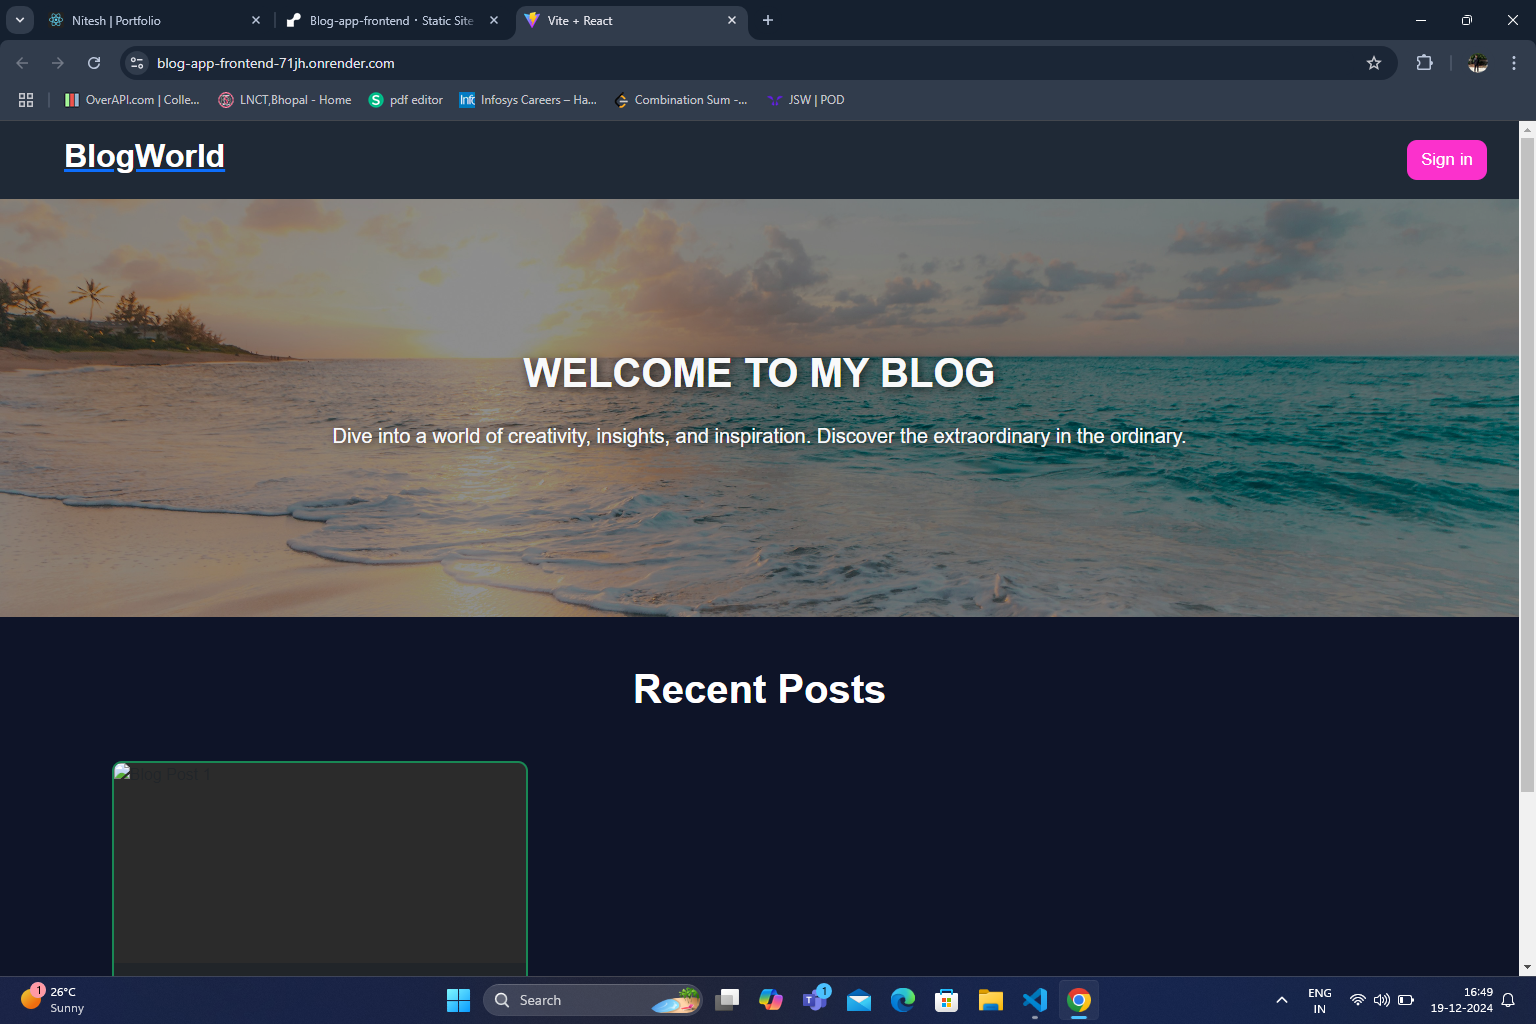 Nitesh | Portfolio
Blog-app-frontend · Static Site
Vite + React
blog-app-frontend-71jh.onrender.com
OverAPI.com | Colle...
LNCT,Bhopal - Home
S
pdf editor
Infosys Careers – Ha...
Combination Sum -...
JSW | POD
BlogWorld
Sign in
WELCOME TO MY BLOG
Dive into a world of creativity, insights, and inspiration. Discover the extraordinary in the ordinary.
Recent Posts
Blog Post 1
1
26°C
Sunny
Search
1
ENG
IN
16:49
19-12-2024